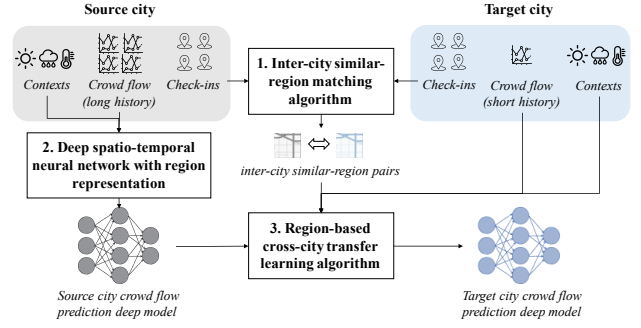 Source city
Target city
Contexts
Crowd flow
(long history)
Check-ins
1. Inter-city similar-
region matching
algorithm
Check-ins
Crowd flow
(short history)
Contexts
2. Deep spatio-temporal
neural network with region
representation
inter-city similar-region pairs
3. Region-based
cross-city transfer
learning algorithm
Source city crowd flow
prediction deep model
Target city crowd flow
prediction deep model